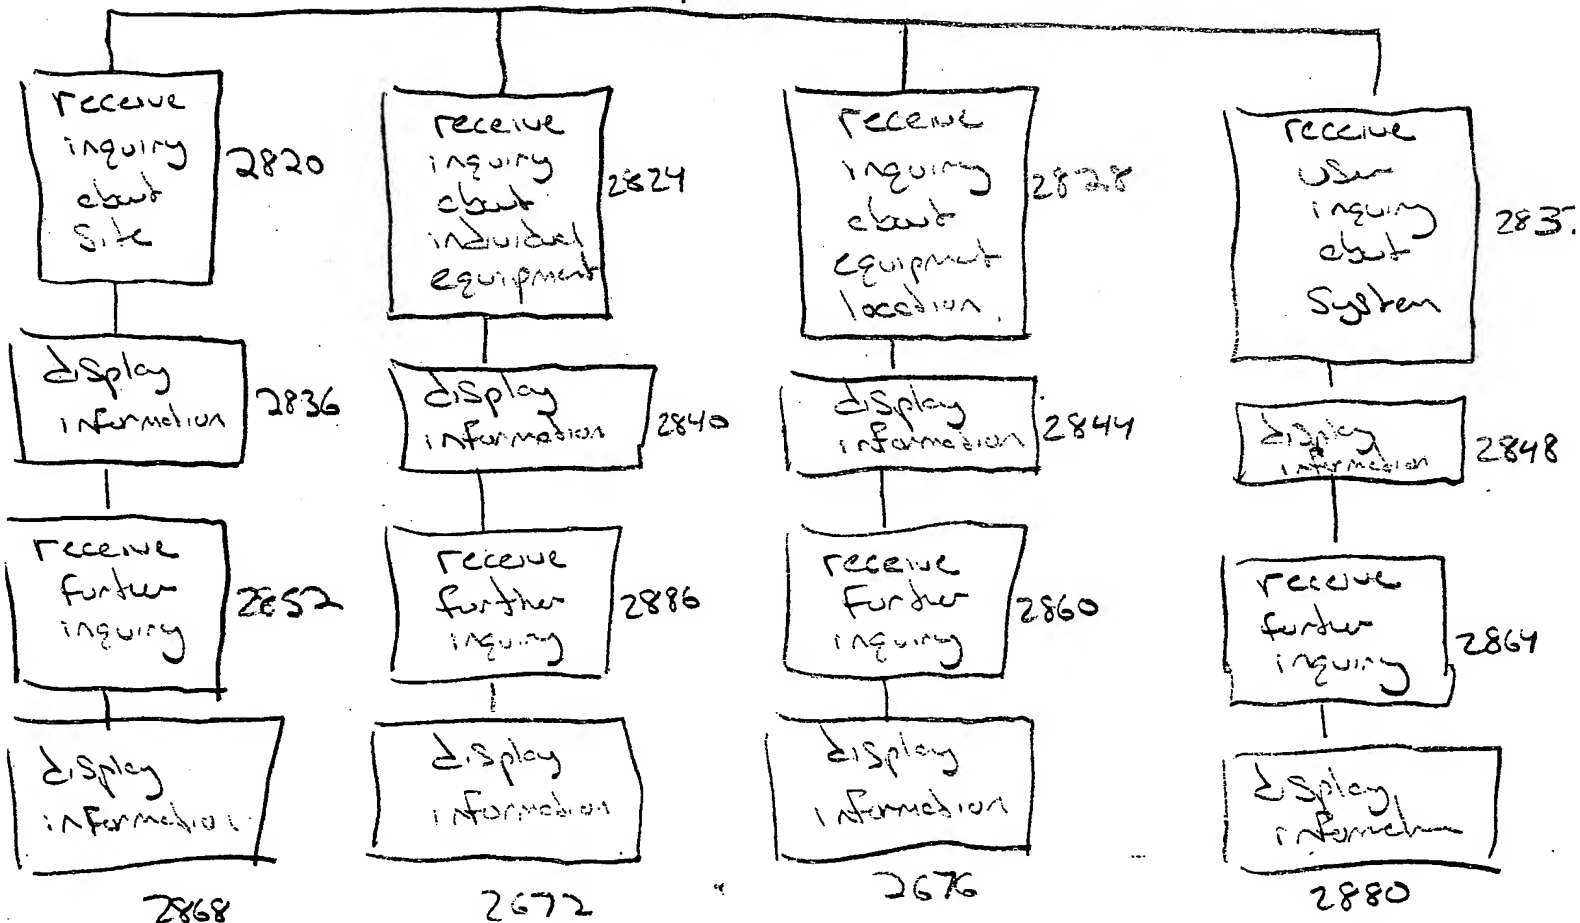 receive
inquiry
about
site
2820
receive
inquiry
about
individual
equipment
2824
receive
inquiry
about
equipment
location.
2828
receive
user
inquiry
about
system
display
information
2836
display
information
2840
display
information
2844
display
information
2848
receive
further
inquiry
2852
receive
further
inquiry
2886
receive
further
inquiry
2860
receive
further
inquiry
2864
display
information
2868
display
information
2672
display
information
2676
display
information
2880